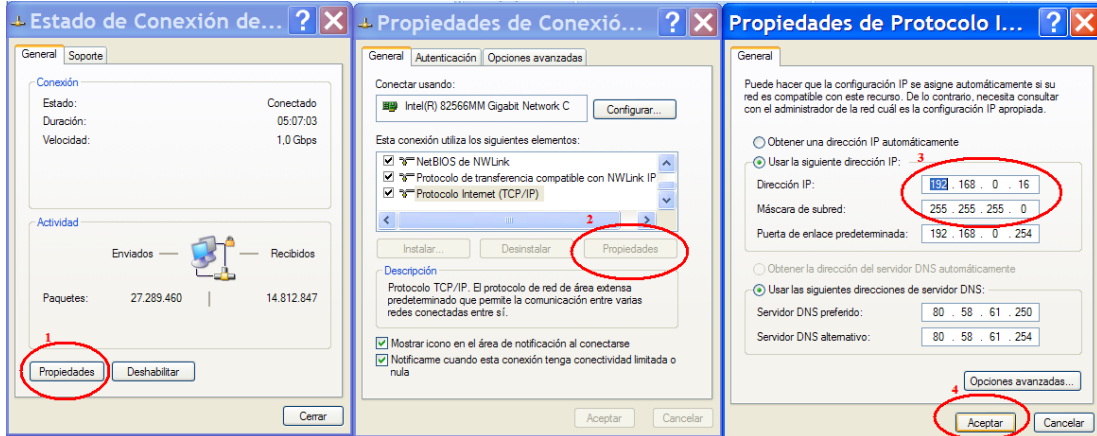 Estado de Conexión de...
General
Soporte
Conexión
Estado: Conectado
Duración: 05:07:03
Velocidad: 1,0 Gbps
Actividad
Enviados
Recibidos
Paquetes: 27.289.460 14.812.847
1
Propiedades
Deshabilitar
Cerrar
Propiedades de Conexió...
General
Autenticación
Opciones avanzadas
Conectar usando:
Intel(R) 82566MM Gigabit Network C
Configurar...
Esta conexión utiliza los siguientes elementos:
NetBIOS de NWLink
Protocolo de transferencia compatible con NWLink IP
Protocolo Internet (TCP/IP)
2
Instalar...
Desinstalar
Propiedades
Descripción
Protocolo TCP/IP. El protocolo de red de área extensa
predeterminado que permite la comunicación entre varias
redes conectadas entre sí.
Mostrar icono en el área de notificación al conectarse
Notificarme cuando esta conexión tenga conectividad limitada o
nula
Aceptar
Cancelar
Propiedades de Protocolo I...
General
Puede hacer que la configuración IP se asigne automáticamente si su
red es compatible con este recurso. De lo contrario, necesita consultar
con el administrador de la red cuál es la configuración IP apropiada.
Obtener una dirección IP automáticamente
Usar la siguiente dirección IP:
3
Dirección IP: 192 . 168 . 0 . 16
Máscara de subred: 255 . 255 . 255 . 0
Puerta de enlace predeterminada: 192 . 168 . 0 . 254
Obtener la dirección del servidor DNS automáticamente
Usar las siguientes direcciones de servidor DNS:
Servidor DNS preferido: 80 . 58 . 61 . 250
Servidor DNS alternativo: 80 . 58 . 61 . 254
Opciones avanzadas...
4
Aceptar
Cancelar